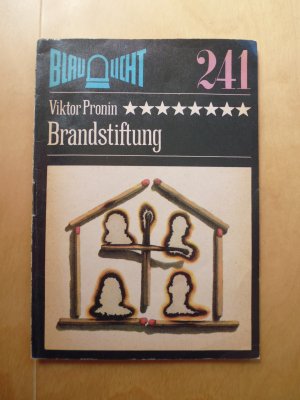 BLAULICHT
241
Viktor Pronin ★★★★★★★★
Brandstiftung